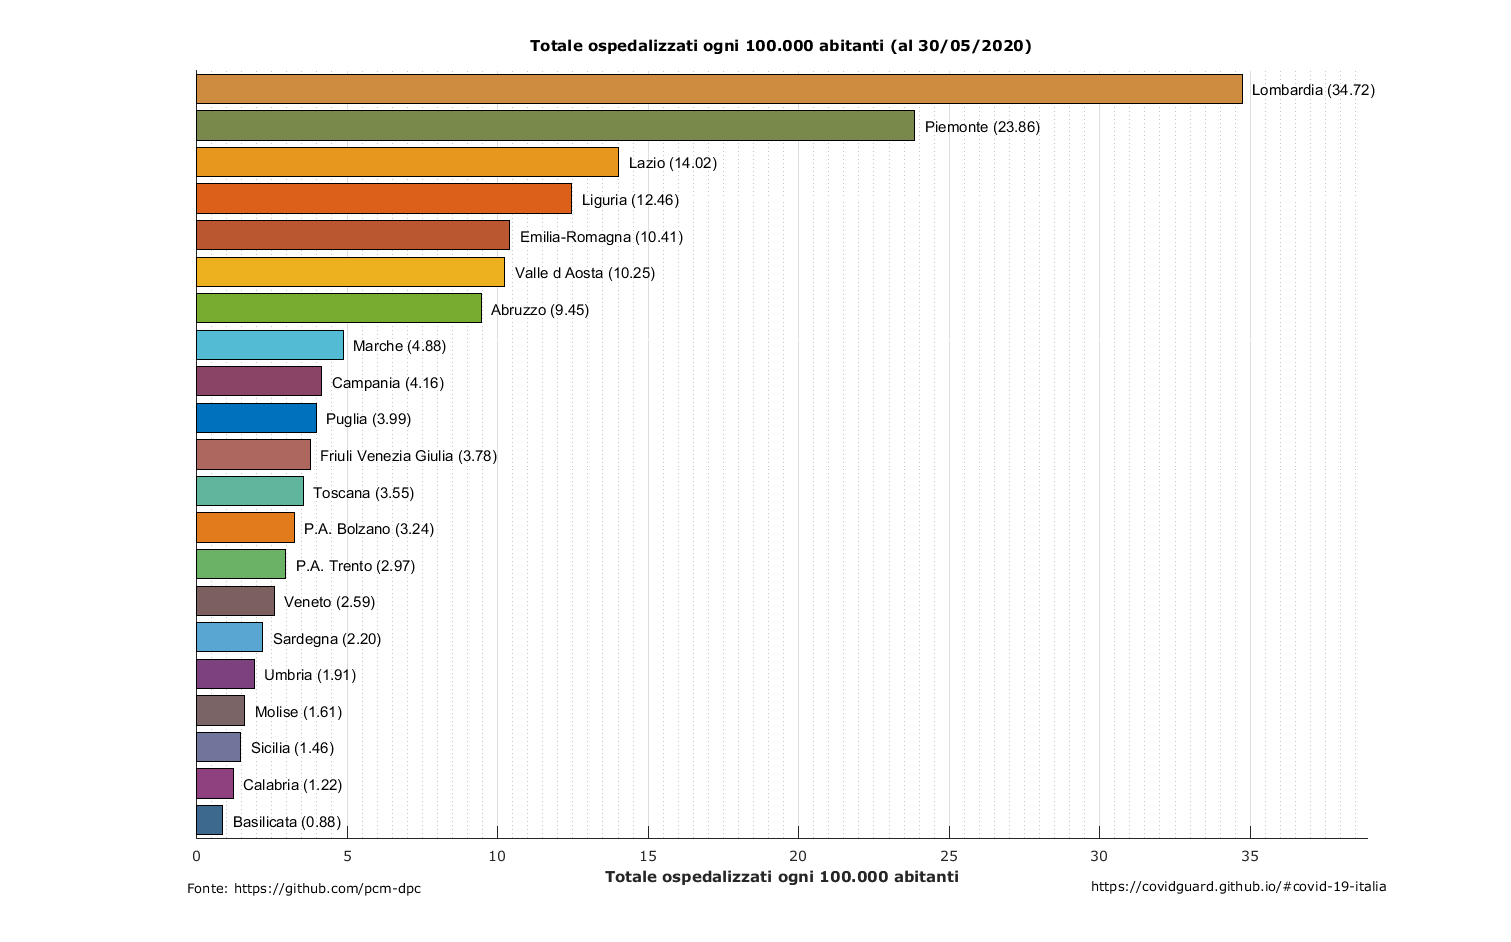 Totale ospedalizzati ogni 100.000 abitanti (al 30/05/2020)
Lombardia (34.72)
Piemonte (23.86)
Lazio (14.02)
Liguria (12.46)
Emilia-Romagna (10.41)
Valle d Aosta (10.25)
Abruzzo (9.45)
Marche (4.88)
Campania (4.16)
Puglia (3.99)
Friuli Venezia Giulia (3.78)
Toscana (3.55)
P.A. Bolzano (3.24)
P.A. Trento (2.97)
Veneto (2.59)
Sardegna (2.20)
Umbria (1.91)
Molise (1.61)
Sicilia (1.46)
Calabria (1.22)
Basilicata (0.88)
0 5 10 15 20 25 30 35
Totale ospedalizzati ogni 100.000 abitanti
Fonte: https://github.com/pcm-dpc
https://covidguard.github.io/#covid-19-italia